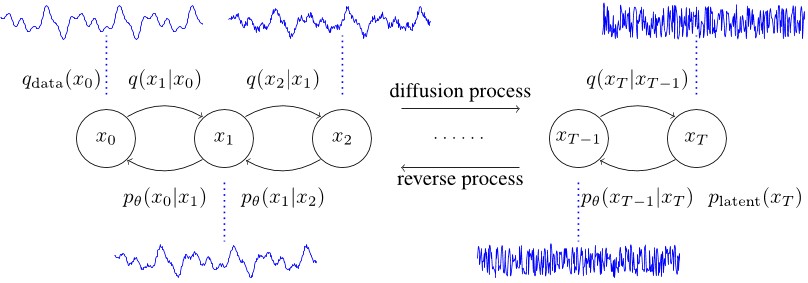 q_data(x_0) q(x_1|x_0) q(x_2|x_1) q(x_T|x_{T−1})
diffusion process
x_0 x_1 x_2 ...... x_{T−1} x_T
reverse process
p_θ(x_0|x_1) p_θ(x_1|x_2) p_θ(x_{T−1}|x_T) p_latent(x_T)